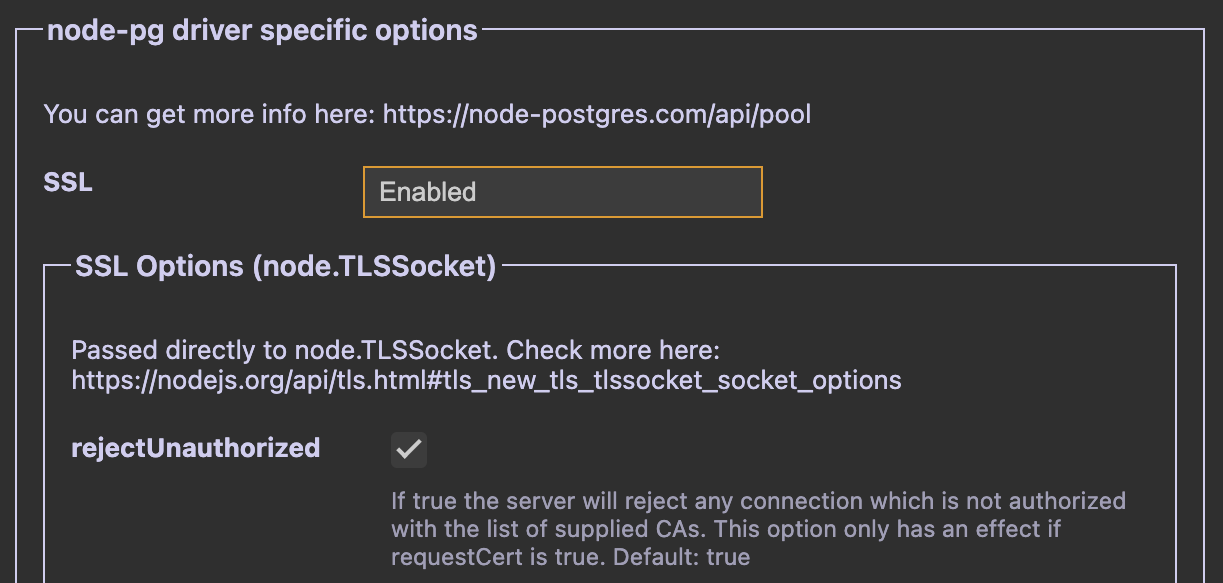 node-pg driver specific options
You can get more info here: https://node-postgres.com/api/pool
SSL
Enabled
SSL Options (node.TLSSocket)
Passed directly to node.TLSSocket. Check more here:
https://nodejs.org/api/tls.html#tls_new_tls_tlssocket_socket_options
rejectUnauthorized
If true the server will reject any connection which is not authorized
with the list of supplied CAs. This option only has an effect if
requestCert is true. Default: true